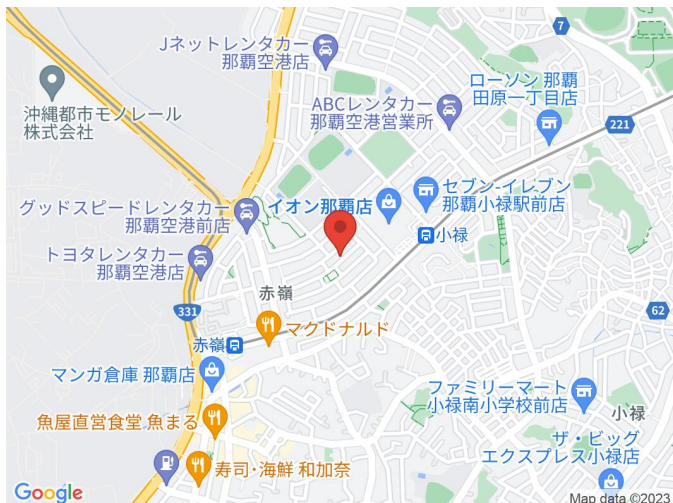 Jネットレンタカー
那覇空港店
7
ローソン 那覇
田原一丁目店
沖縄都市モノレール
株式会社
ABCレンタカー
那覇空港営業所
221
セブン-イレブン
那覇小禄駅前店
イオン那覇店
グッドスピードレンタカー
那覇空港前店
小禄
トヨタレンタカー
那覇空港店
赤嶺
331
62
マクドナルド
赤嶺
マンガ倉庫 那覇店
ファミリーマート
小禄南小学校前店
小禄
魚屋直営食堂 魚まる
ザ・ビッグ
エクスプレス小禄店
寿司・海鮮 和加奈
Google
Map data ©2023